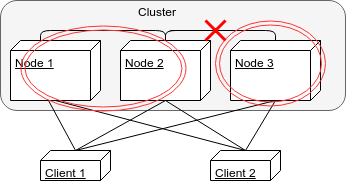 Cluster
Node 1
Node 2
Node 3
Client 1
Client 2